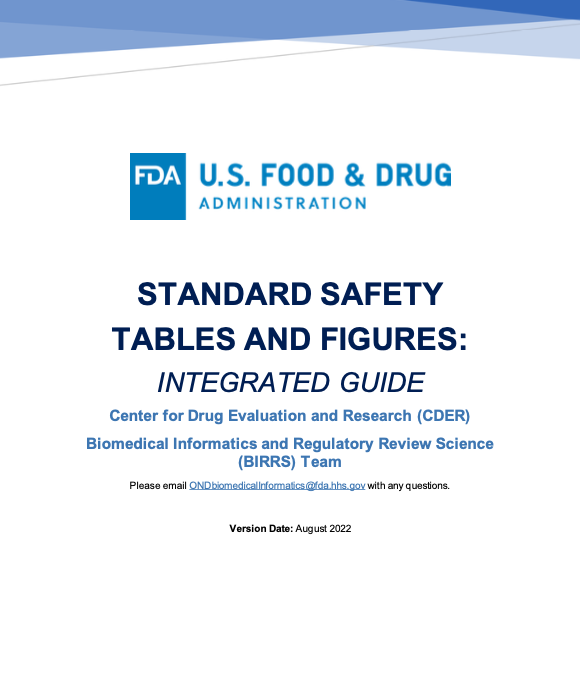 FDA
U.S. FOOD & DRUG
ADMINISTRATION
STANDARD SAFETY
TABLES AND FIGURES:
INTEGRATED GUIDE
Center for Drug Evaluation and Research (CDER)
Biomedical Informatics and Regulatory Review Science
(BIRRS) Team
Please email ONDbiomedicalInformatics@fda.hhs.gov with any questions.
Version Date: August 2022